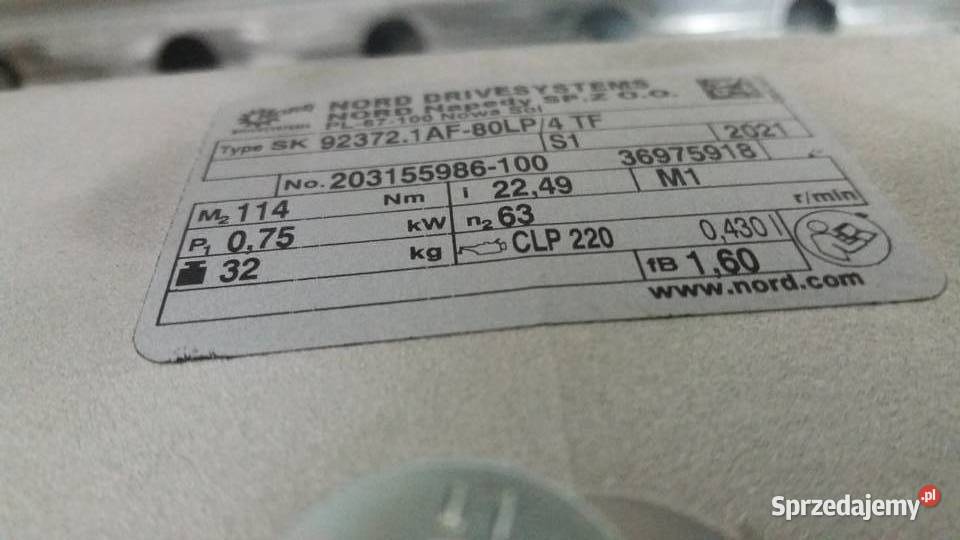 NORD DRIVESYSTEMS
NORD Napedy SP.Z O.O.
PL-67-100 Nowa Sol
Type SK 92372.1AF-80LP/4 TF
S1 2021
No. 203155986-100 36975918
M2 114 Nm i 22,49 M1
P1 0,75 kW n2 63 r/min
32 kg CLP 220 0,430 l
fB 1,60
www.nord.com
Sprzedajemy.pl